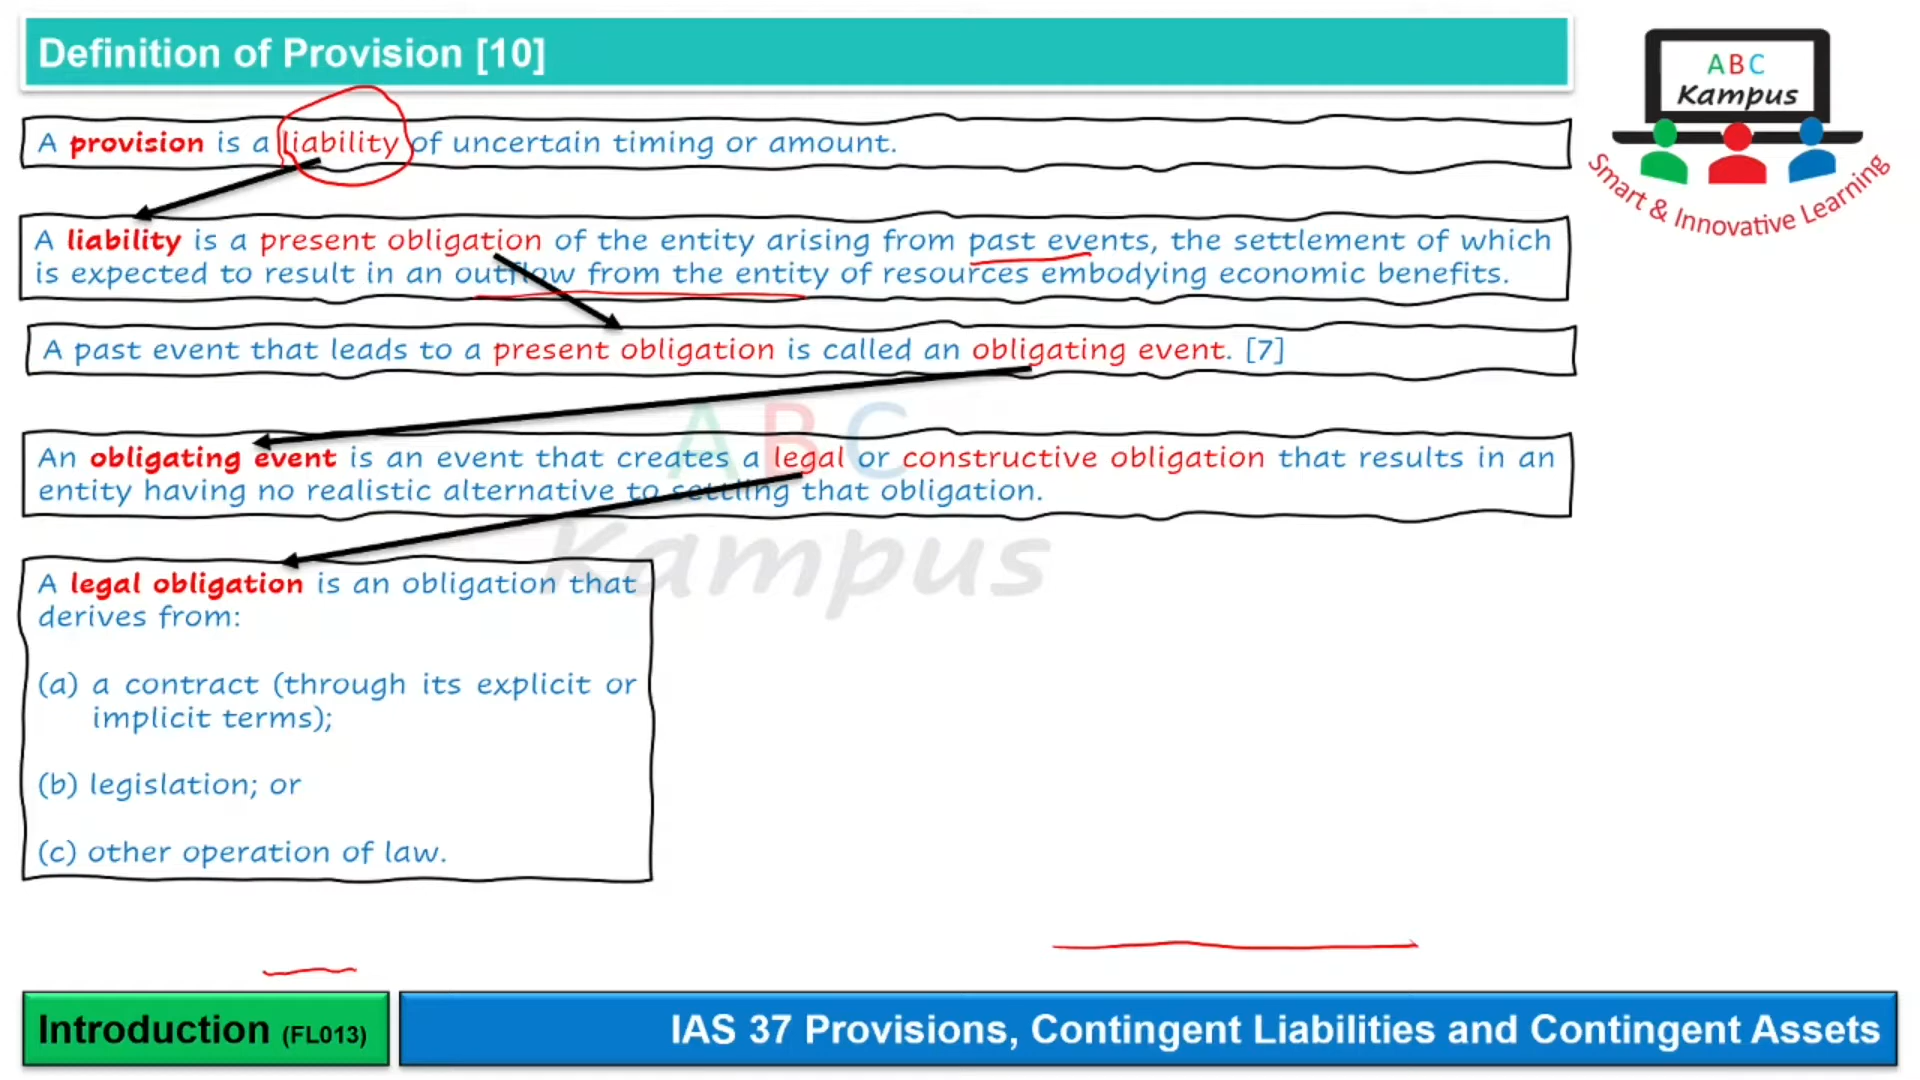 Definition of Provision [10]
A provision is a liability of uncertain timing or amount.
A liability is a present obligation of the entity arising from past events, the settlement of which
is expected to result in an outflow from the entity of resources embodying economic benefits.
A past event that leads to a present obligation is called an obligating event. [7]
An obligating event is an event that creates a legal or constructive obligation that results in an
entity having no realistic alternative to settling that obligation.
A legal obligation is an obligation that
derives from:
(a) a contract (through its explicit or
implicit terms);
(b) legislation; or
(c) other operation of law.
ABC
Kampus
Smart & Innovative Learning
ABC
Kampus
Introduction (FL013)
IAS 37 Provisions, Contingent Liabilities and Contingent Assets